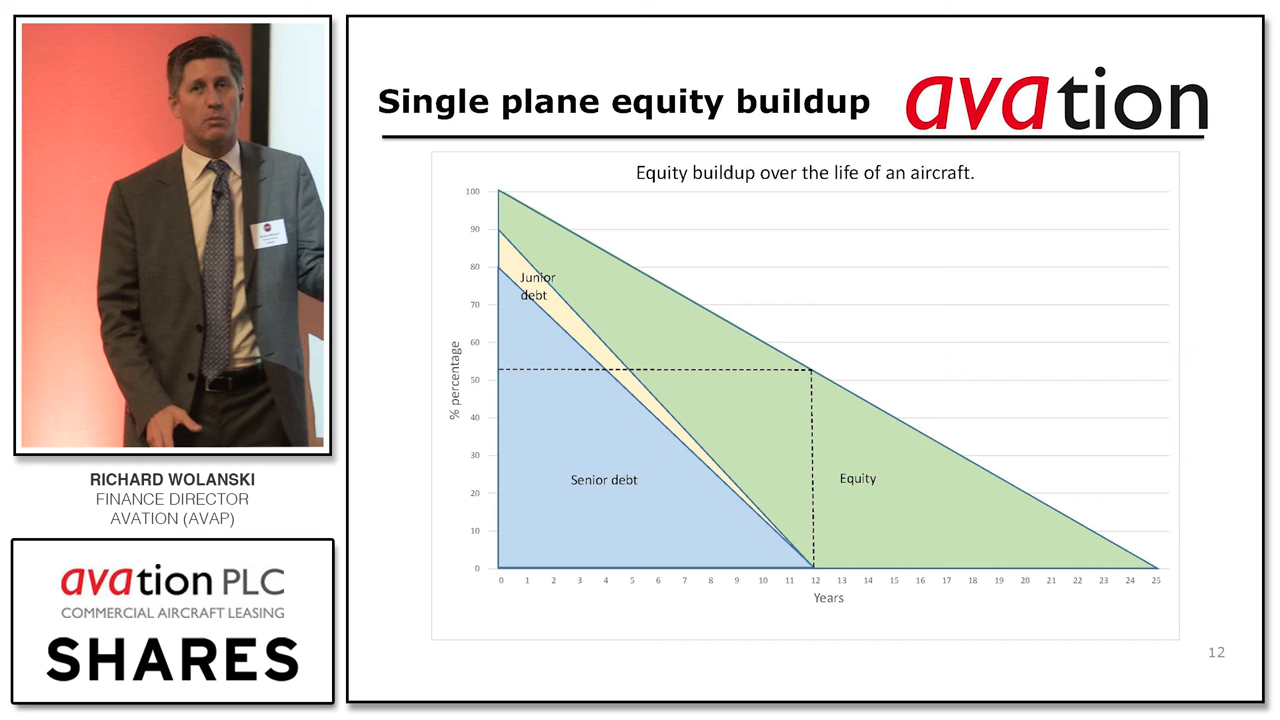 RICHARD WOLANSKI
FINANCE DIRECTOR
AVATION (AVAP)
avation PLC
COMMERCIAL AIRCRAFT LEASING
SHARES
Single plane equity buildup
avation
Equity buildup over the life of an aircraft.
100
90
80
70
60
50
40
30
20
10
0
% percentage
Junior
debt
Senior debt
Equity
0 1 2 3 4 5 6 7 8 9 10 11 12 13 14 15 16 17 18 19 20 21 22 23 24 25
Years
12